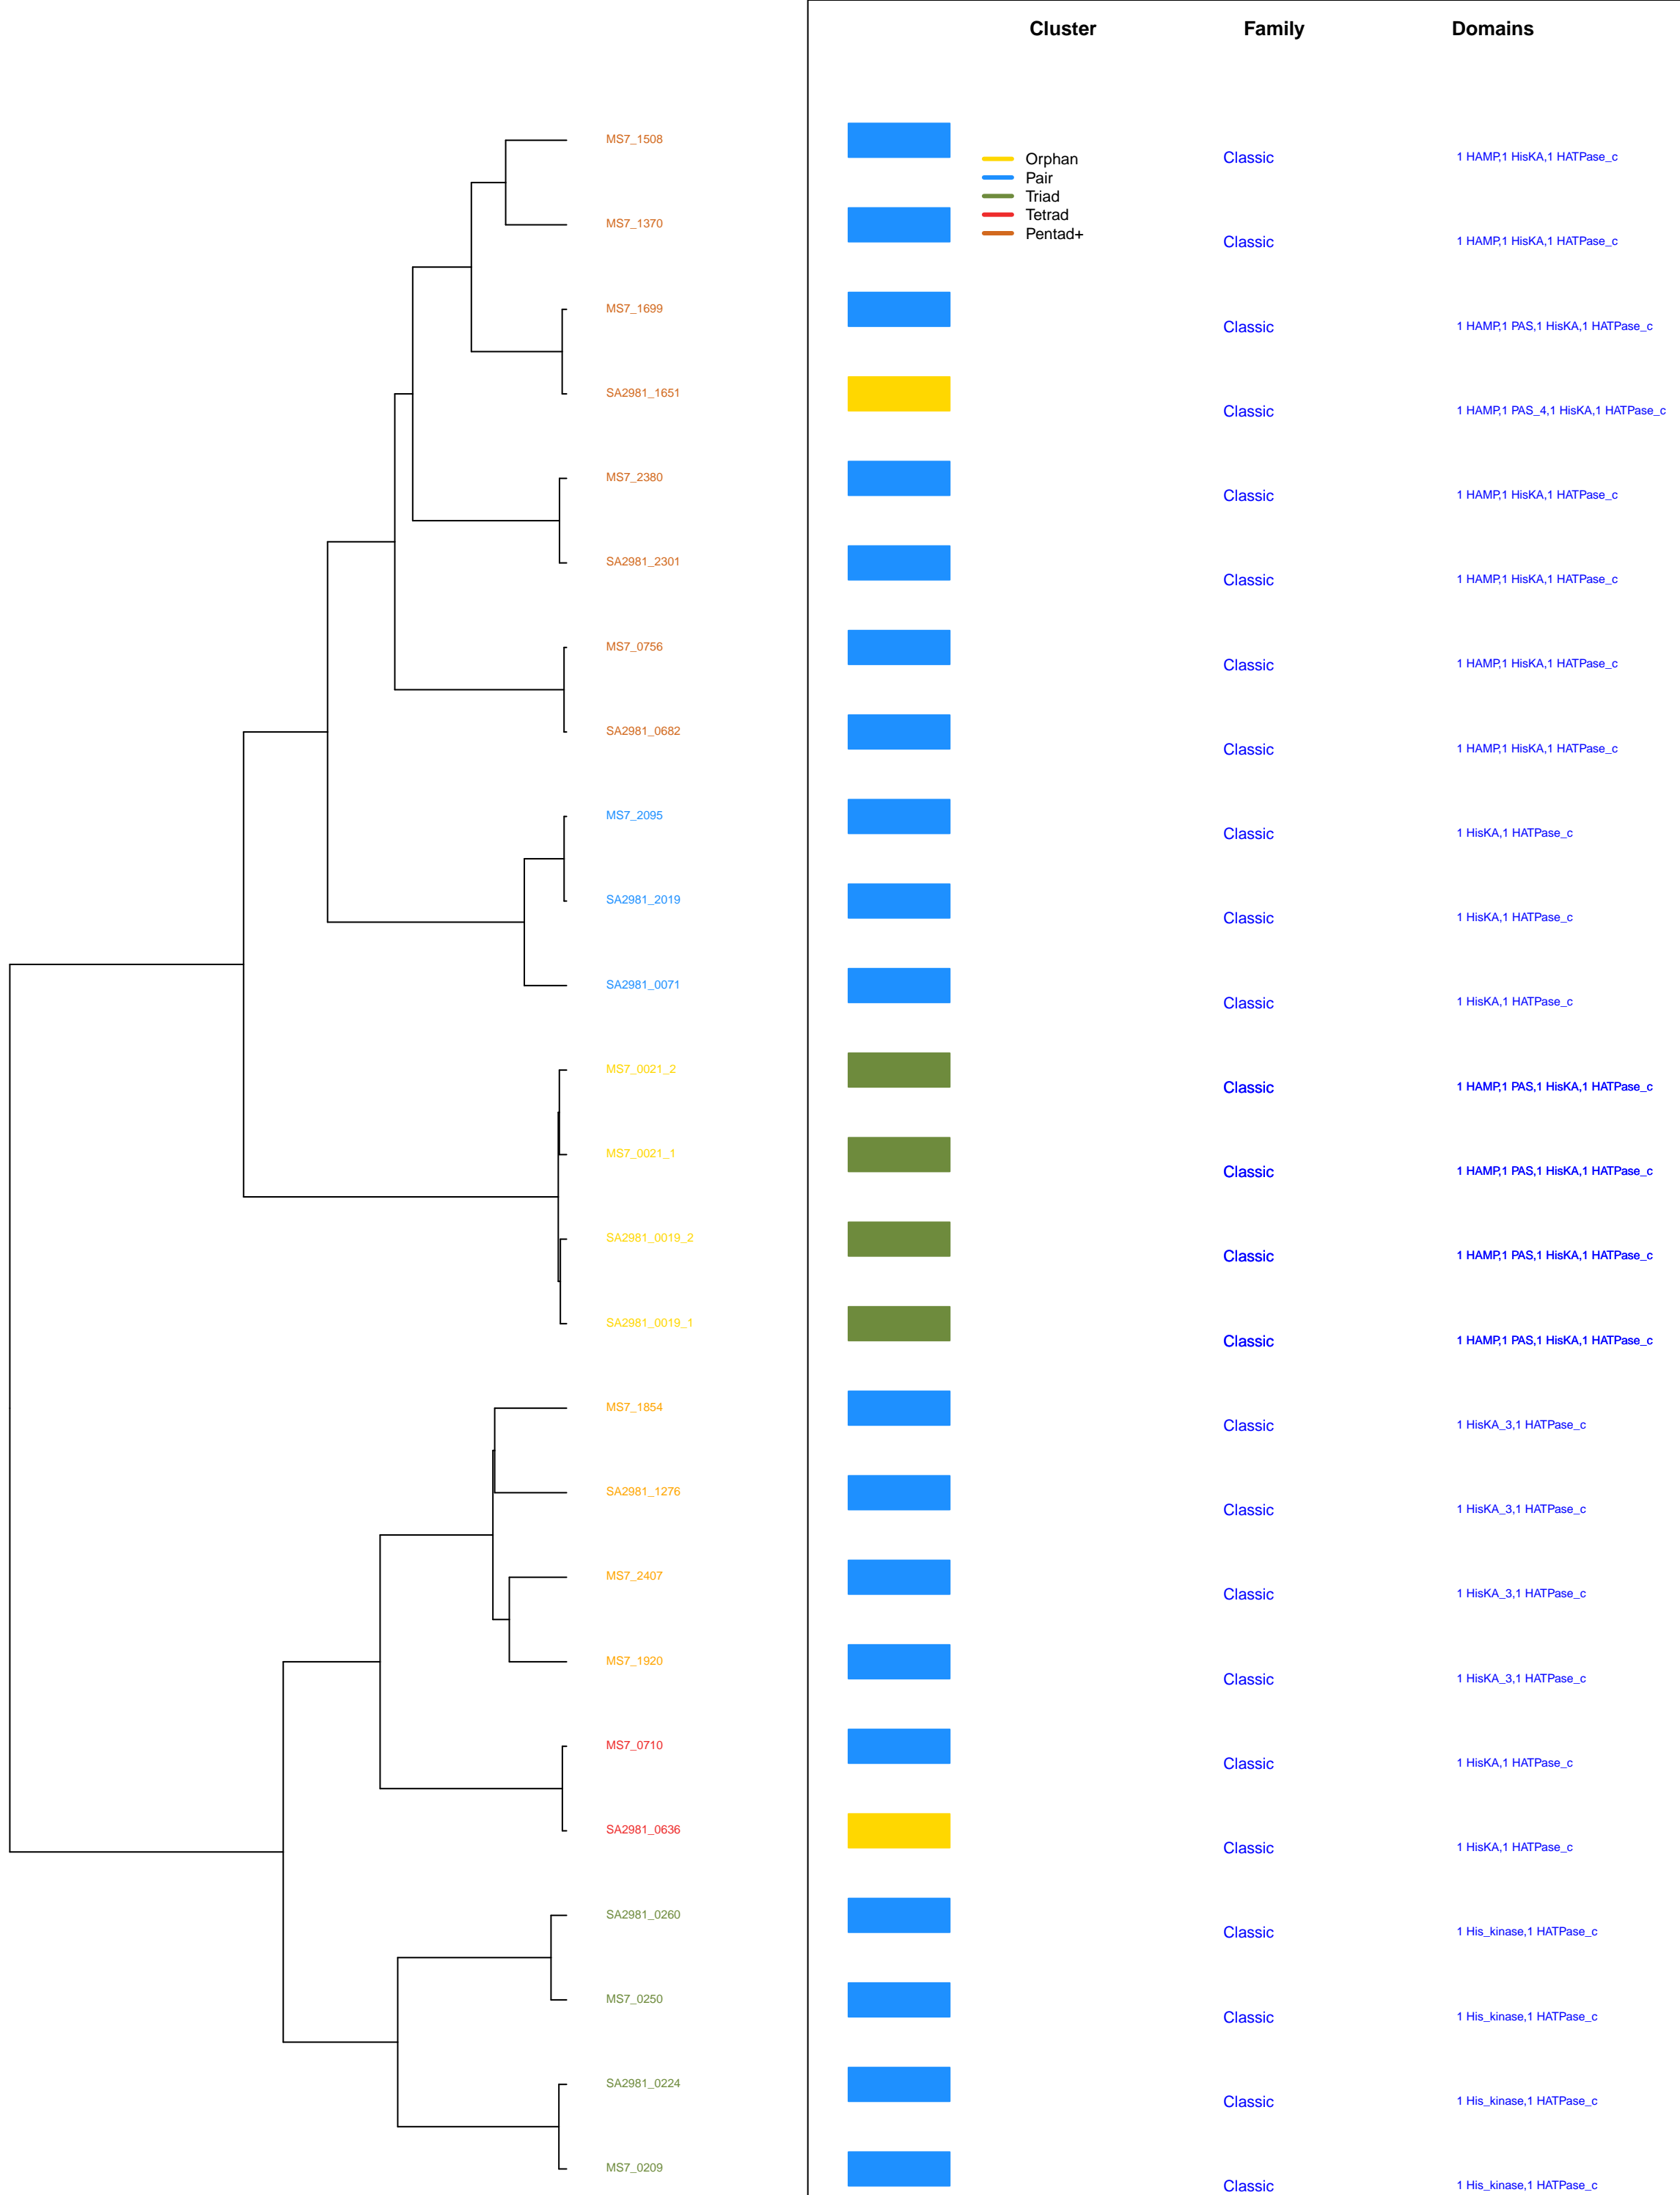 Cluster Family Domains
MS7_1508 Classic 1 HAMP,1 HisKA,1 HATPase_c
Orphan
Pair
Triad
Tetrad
Pentad+
MS7_1370 Classic 1 HAMP,1 HisKA,1 HATPase_c
MS7_1699 Classic 1 HAMP,1 PAS,1 HisKA,1 HATPase_c
SA2981_1651 Classic 1 HAMP,1 PAS_4,1 HisKA,1 HATPase_c
MS7_2380 Classic 1 HAMP,1 HisKA,1 HATPase_c
SA2981_2301 Classic 1 HAMP,1 HisKA,1 HATPase_c
MS7_0756 Classic 1 HAMP,1 HisKA,1 HATPase_c
SA2981_0682 Classic 1 HAMP,1 HisKA,1 HATPase_c
MS7_2095 Classic 1 HisKA,1 HATPase_c
SA2981_2019 Classic 1 HisKA,1 HATPase_c
SA2981_0071 Classic 1 HisKA,1 HATPase_c
MS7_0021_2 Classic 1 HAMP,1 PAS,1 HisKA,1 HATPase_c
MS7_0021_1 Classic 1 HAMP,1 PAS,1 HisKA,1 HATPase_c
SA2981_0019_2 Classic 1 HAMP,1 PAS,1 HisKA,1 HATPase_c
SA2981_0019_1 Classic 1 HAMP,1 PAS,1 HisKA,1 HATPase_c
MS7_1854 Classic 1 HisKA_3,1 HATPase_c
SA2981_1276 Classic 1 HisKA_3,1 HATPase_c
MS7_2407 Classic 1 HisKA_3,1 HATPase_c
MS7_1920 Classic 1 HisKA_3,1 HATPase_c
MS7_0710 Classic 1 HisKA,1 HATPase_c
SA2981_0636 Classic 1 HisKA,1 HATPase_c
SA2981_0260 Classic 1 His_kinase,1 HATPase_c
MS7_0250 Classic 1 His_kinase,1 HATPase_c
SA2981_0224 Classic 1 His_kinase,1 HATPase_c
MS7_0209 Classic 1 His_kinase,1 HATPase_c